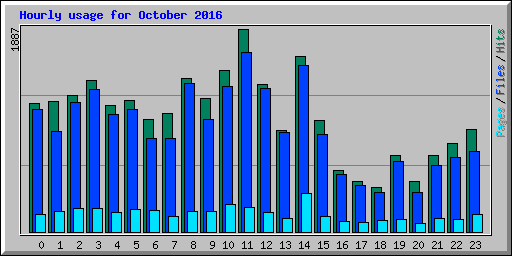 Hourly usage for October 2016
1887
Pages/Files/Hits
0 1 2 3 4 5 6 7 8 9 10 11 12 13 14 15 16 17 18 19 20 21 22 23